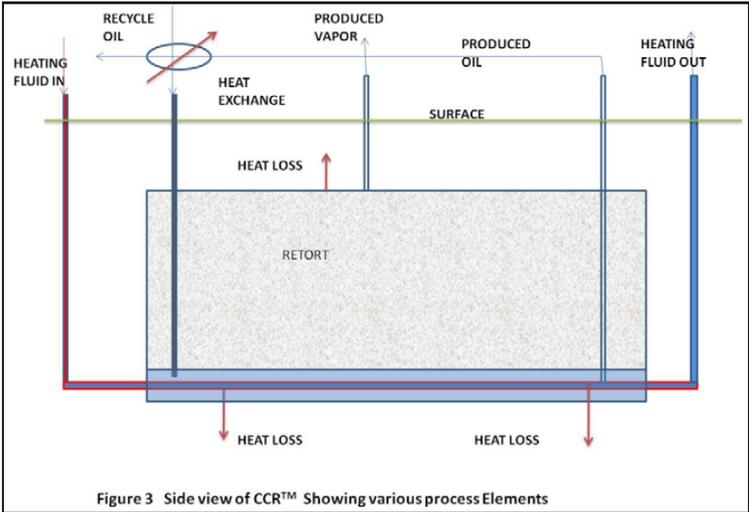 RECYCLE
OIL
PRODUCED
VAPOR
PRODUCED
OIL
HEATING
FLUID OUT
HEATING
FLUID IN
HEAT
EXCHANGE
SURFACE
HEAT LOSS
RETORT
HEAT LOSS
HEAT LOSS
Figure 3 Side view of CCR™ Showing various process Elements